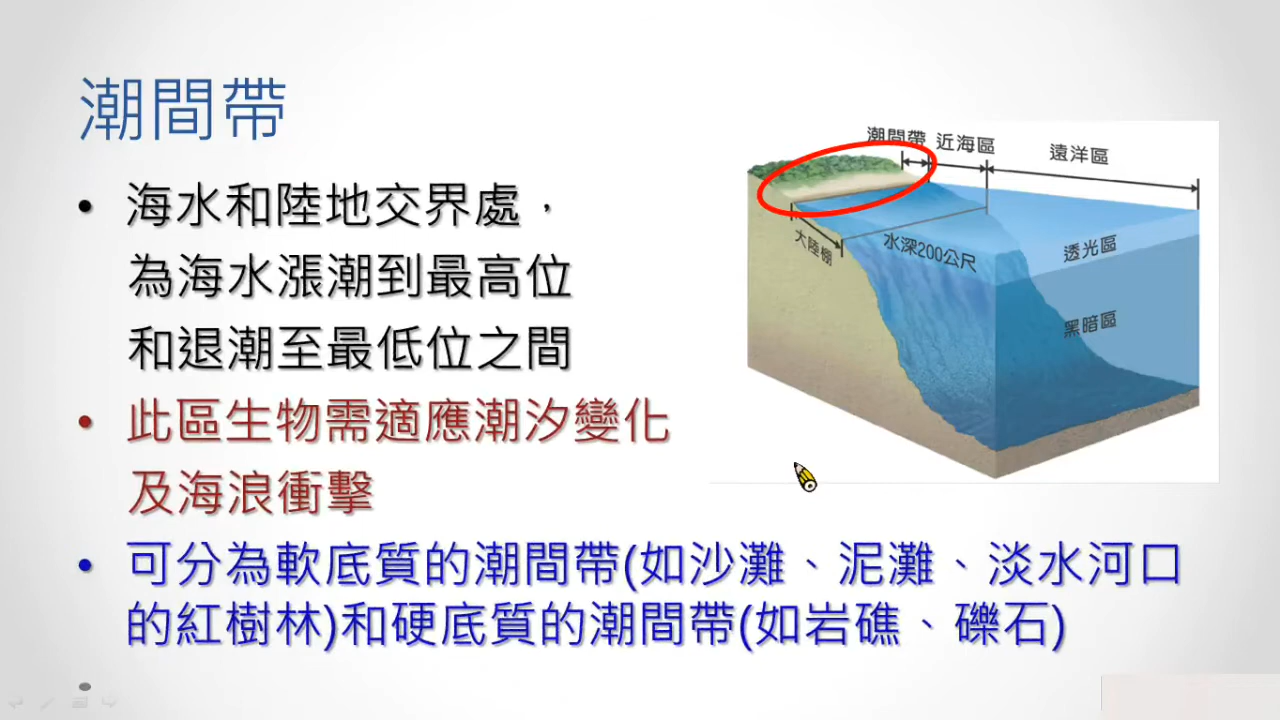 潮間帶
• 海水和陸地交界處，
為海水漲潮到最高位
和退潮至最低位之間
• 此區生物需適應潮汐變化
及海浪衝擊
• 可分為軟底質的潮間帶(如沙灘、泥灘、淡水河口
的紅樹林)和硬底質的潮間帶(如岩礁、礫石)
潮間帶
近海區
遠洋區
大陸棚
水深200公尺
透光區
黑暗區